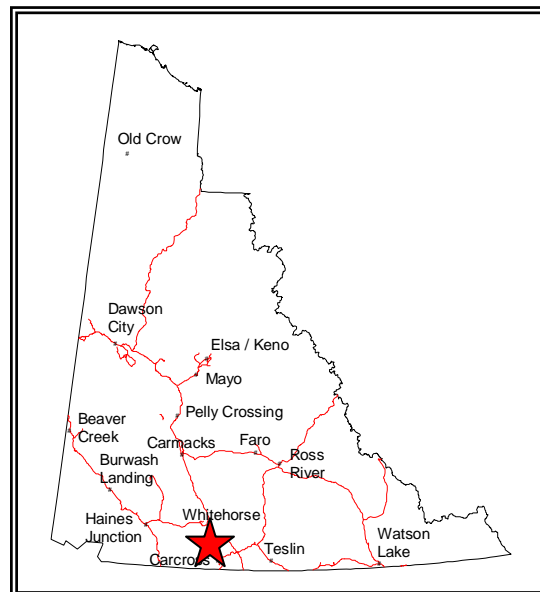 Old Crow
Dawson
City
Elsa / Keno
Mayo
Pelly Crossing
Beaver
Creek
Carmacks
Faro
Ross
River
Burwash
Landing
Whitehorse
Haines
Junction
Watson
Lake
Teslin
Carcross